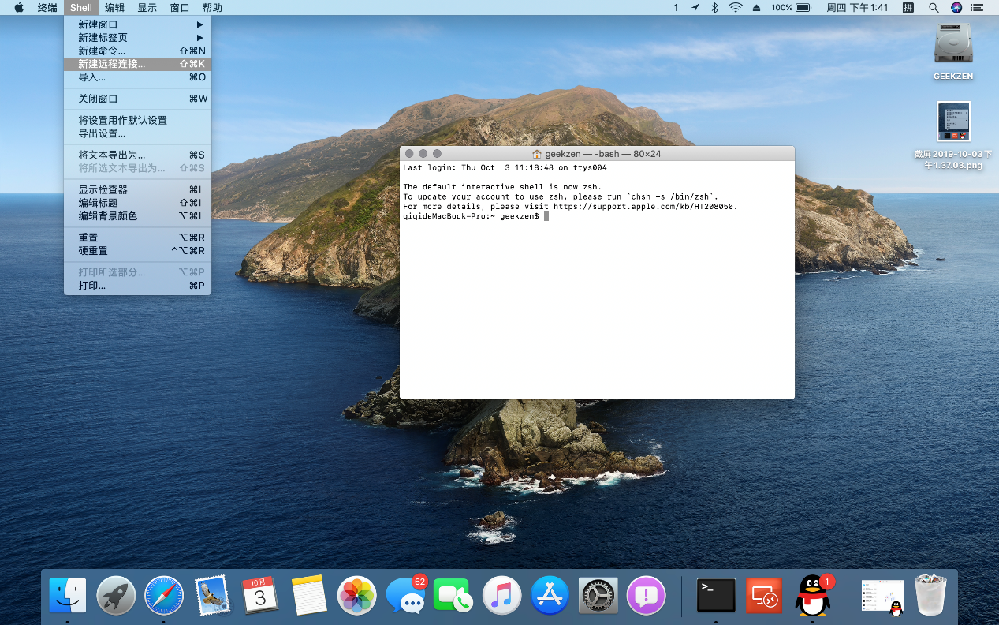 终端 Shell 编辑 显示 窗口 帮助 1 100% 周四 下午1:41 拼
新建窗口 ▶
新建标签页 ▶
新建命令... ⇧⌘N
新建远程连接... ⇧⌘K
导入... ⌘O
关闭窗口 ⌘W
将设置用作默认设置
导出设置...
将文本导出为... ⌘S
将所选文本导出为... ⇧⌘S
显示检查器 ⌘I
编辑标题 ⇧⌘I
编辑背景颜色 ⌥⌘I
重置 ⌥⌘R
硬重置 ^⌥⌘R
打印所选部分... ⌥⌘P
打印... ⌘P
GEEKZEN
截屏 2019-10-03 下
午1.37.03.png
geekzen — -bash — 80×24
Last login: Thu Oct  3 11:18:48 on ttys004
The default interactive shell is now zsh.
To update your account to use zsh, please run `chsh -s /bin/zsh`.
For more details, please visit https://support.apple.com/kb/HT208050.
qiqideMacBook-Pro:~ geekzen$
10月
3
62
>_
1